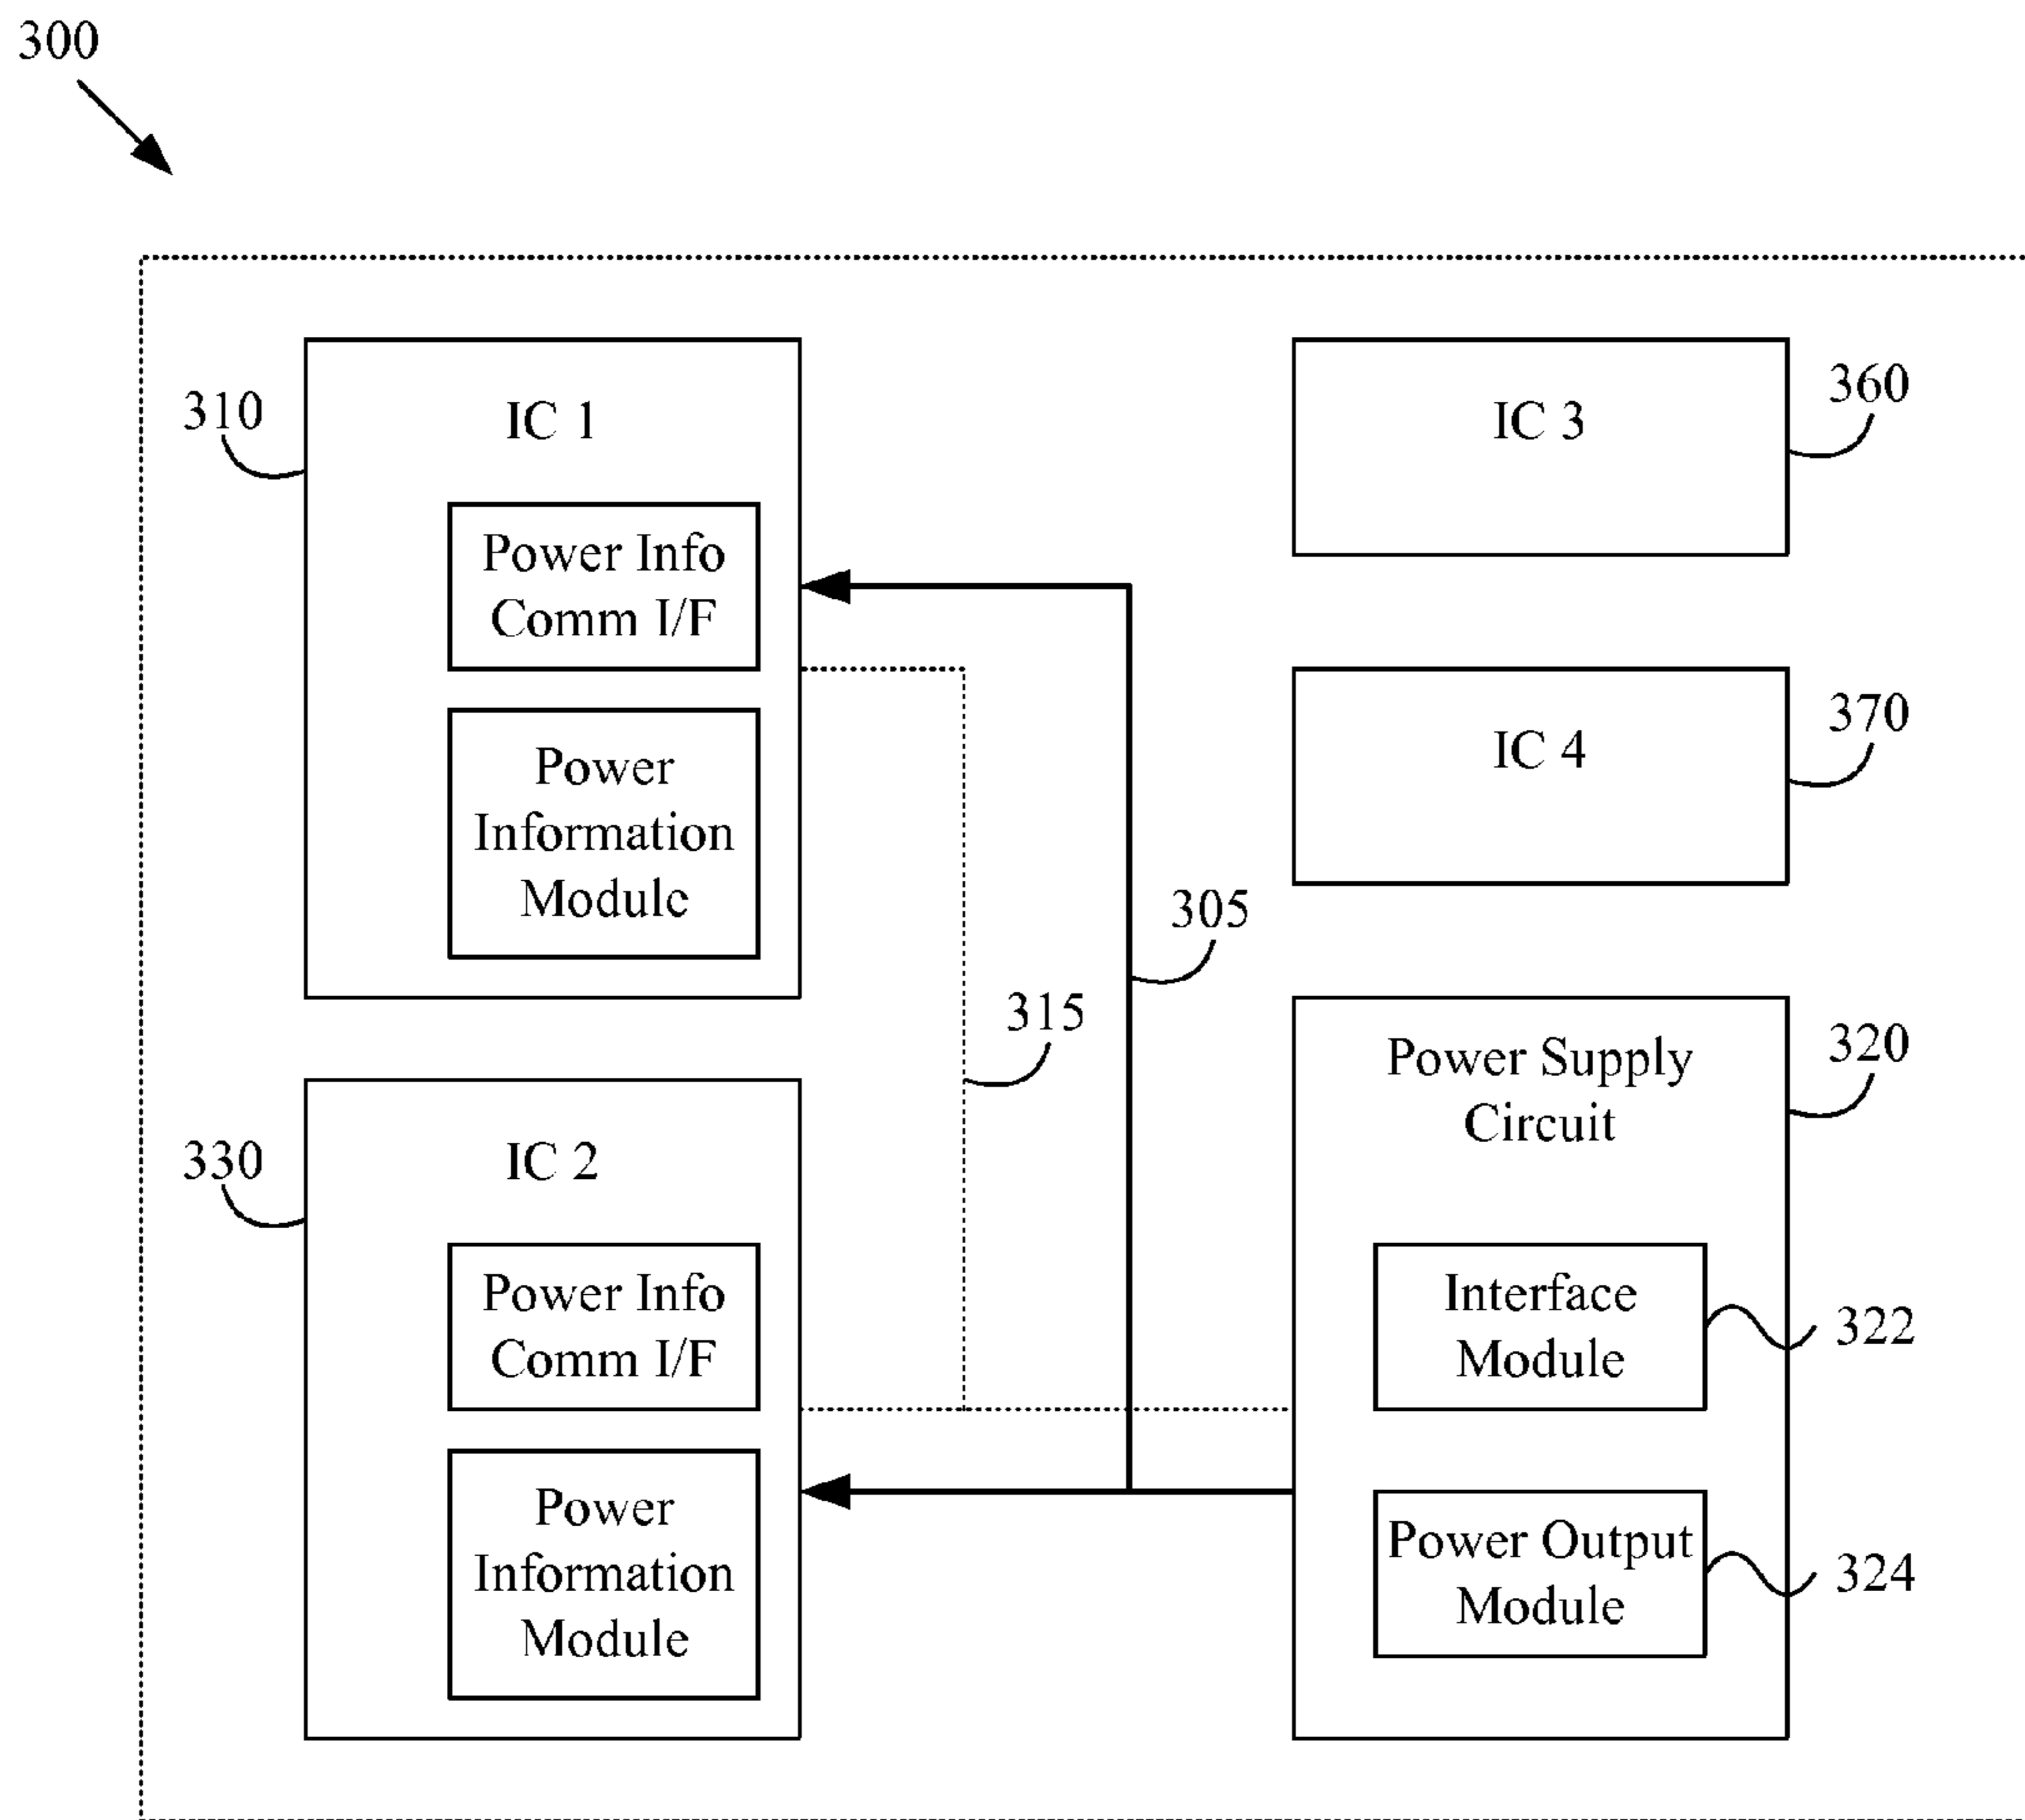 300
310
IC 1
Power Info
Comm I/F
Power
Information
Module
IC 3
360
IC 4
370
305
315
330
IC 2
Power Info
Comm I/F
Power
Information
Module
Power Supply
Circuit
320
Interface
Module
322
Power Output
Module
324